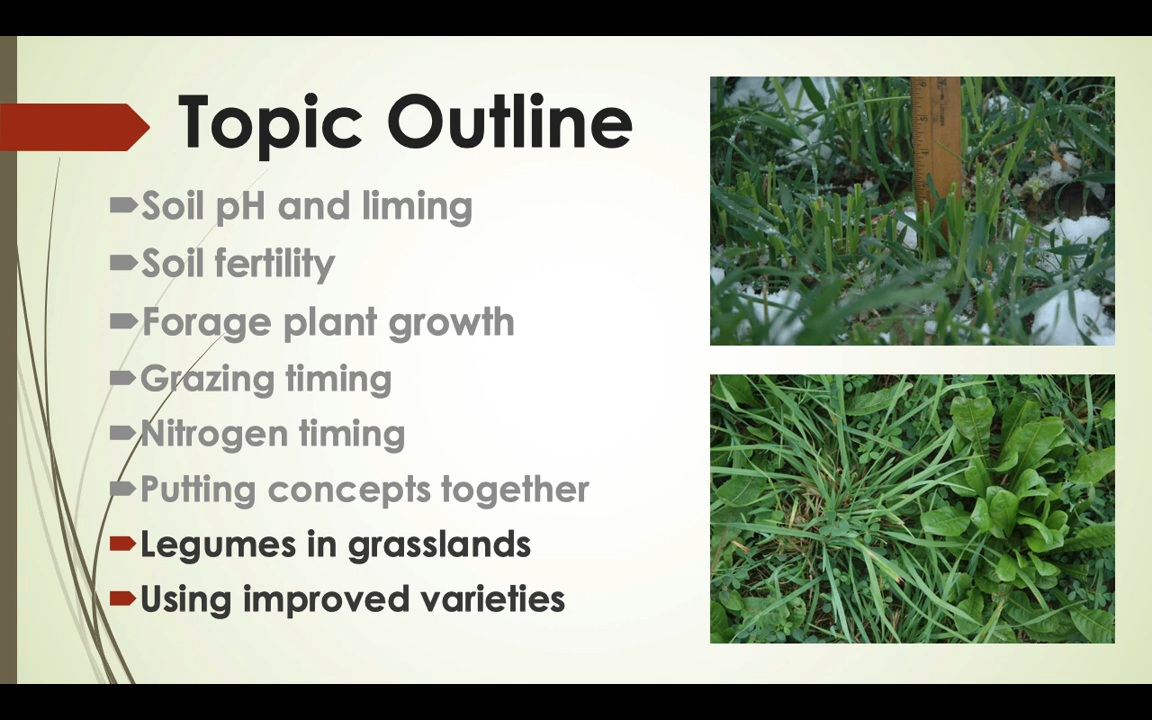 Topic Outline
Soil pH and liming
Soil fertility
Forage plant growth
Grazing timing
Nitrogen timing
Putting concepts together
Legumes in grasslands
Using improved varieties